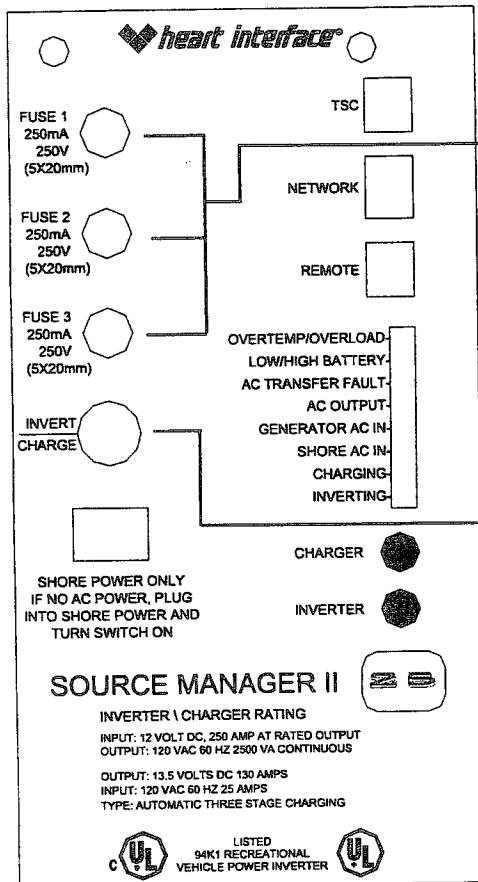 heart interface®
FUSE 1
250mA
250V
(5X20mm)
FUSE 2
250mA
250V
(5X20mm)
FUSE 3
250mA
250V
(5X20mm)
INVERT
CHARGE
TSC
NETWORK
REMOTE
OVERTEMP/OVERLOAD
LOW/HIGH BATTERY
AC TRANSFER FAULT
AC OUTPUT
GENERATOR AC IN
SHORE AC IN
CHARGING
INVERTING
CHARGER
INVERTER
SHORE POWER ONLY
IF NO AC POWER, PLUG
INTO SHORE POWER AND
TURN SWITCH ON
SOURCE MANAGER II
25
INVERTER \ CHARGER RATING
INPUT: 12 VOLT DC, 250 AMP AT RATED OUTPUT
OUTPUT: 120 VAC 60 HZ 2500 VA CONTINUOUS
OUTPUT: 13.5 VOLTS DC 130 AMPS
INPUT: 120 VAC 60 HZ 25 AMPS
TYPE: AUTOMATIC THREE STAGE CHARGING
C UL
LISTED
94K1 RECREATIONAL
VEHICLE POWER INVERTER
UL